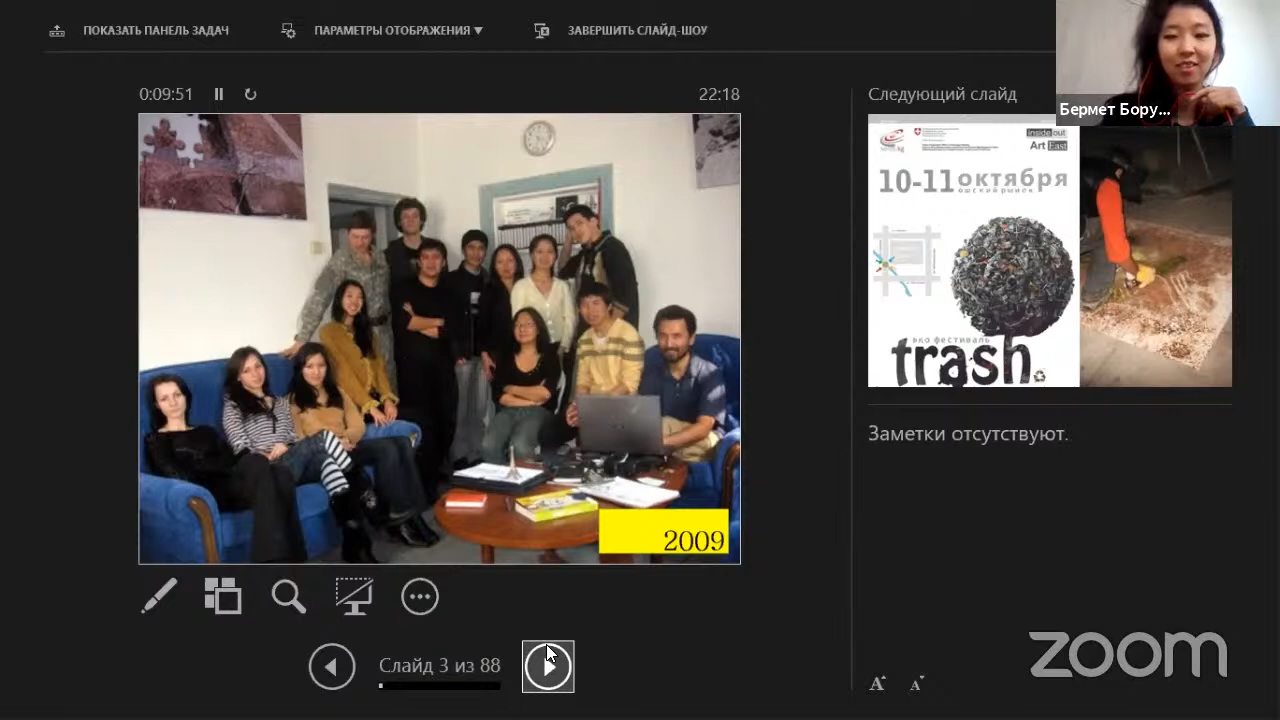 ПОКАЗАТЬ ПАНЕЛЬ ЗАДАЧ
ПАРАМЕТРЫ ОТОБРАЖЕНИЯ
ЗАВЕРШИТЬ СЛАЙД-ШОУ
Бермет Бору...
0:09:51
22:18
Следующий слайд
inside out
Art East
10-11 октября
ошский рынок
эко фестиваль
trash.
2009
Заметки отсутствуют.
Слайд 3 из 88
A A
zoom